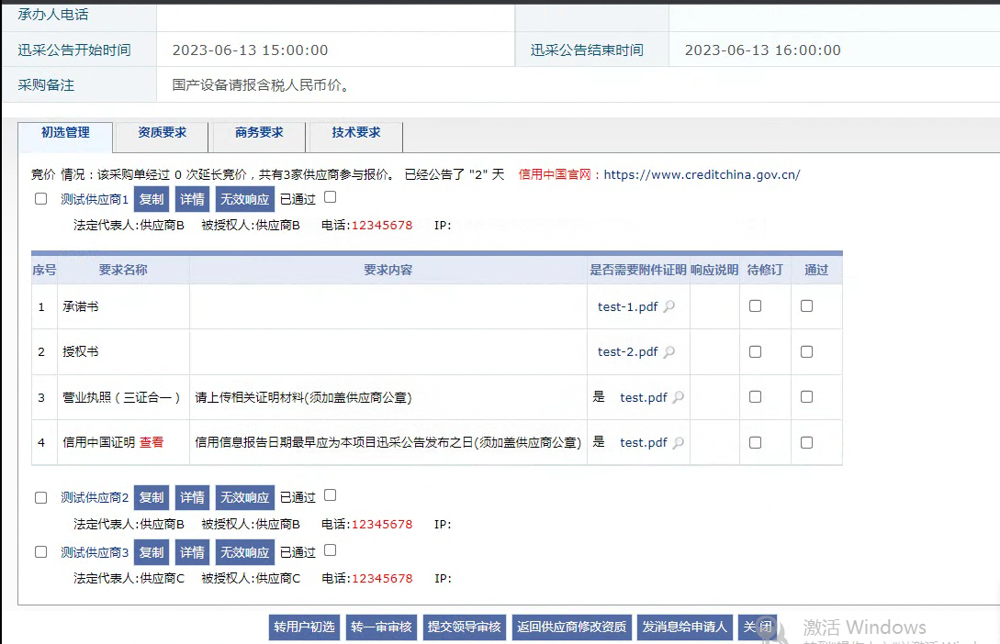 承办人电话
迅采公告开始时间 2023-06-13 15:00:00 迅采公告结束时间 2023-06-13 16:00:00
采购备注 国产设备请报含税人民币价。
初选管理 资质要求 商务要求 技术要求
竞价 情况：该采购单经过 0 次延长竞价，共有3家供应商参与报价。 已经公告了 "2" 天 信用中国官网：https://www.creditchina.gov.cn/
测试供应商1 复制 详情 无效响应 已通过
法定代表人:供应商B 被授权人:供应商B 电话:12345678 IP:
序号 要求名称 要求内容 是否需要附件证明 响应说明 待修订 通过
1 承诺书 test-1.pdf
2 授权书 test-2.pdf
3 营业执照（三证合一） 请上传相关证明材料(须加盖供应商公章) 是 test.pdf
4 信用中国证明 查看 信用信息报告日期最早应为本项目迅采公告发布之日(须加盖供应商公章) 是 test.pdf
测试供应商2 复制 详情 无效响应 已通过
法定代表人:供应商B 被授权人:供应商B 电话:12345678 IP:
测试供应商3 复制 详情 无效响应 已通过
法定代表人:供应商C 被授权人:供应商C 电话:12345678 IP:
转用户初选 转一审审核 提交领导审核 返回供应商修改资质 发消息给申请人 关 闭
激活 Windows